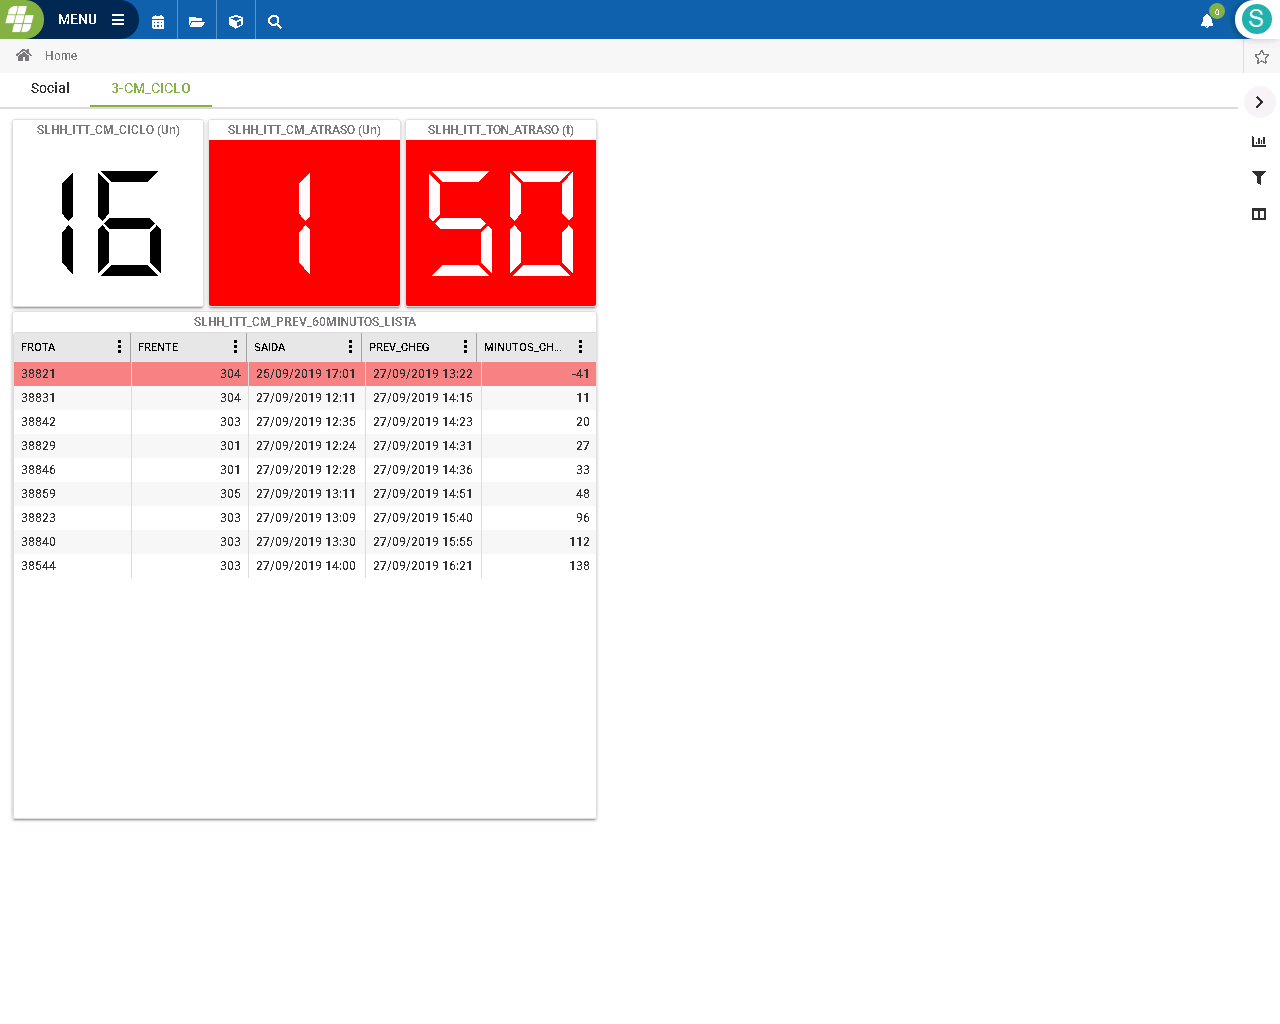 MENU
0
S
Home
Social
3-CM_CICLO
SLHH_ITT_CM_CICLO (Un)
SLHH_ITT_CM_ATRASO (Un)
SLHH_ITT_TON_ATRASO (t)
16
1
50
SLHH_ITT_CM_PREV_60MINUTOS_LISTA
FROTA FRENTE SAIDA PREV_CHEG MINUTOS_CH...
38821 304 25/09/2019 17:01 27/09/2019 13:22 -41
38831 304 27/09/2019 12:11 27/09/2019 14:15 11
38842 303 27/09/2019 12:35 27/09/2019 14:23 20
38829 301 27/09/2019 12:24 27/09/2019 14:31 27
38846 301 27/09/2019 12:28 27/09/2019 14:36 33
38859 305 27/09/2019 13:11 27/09/2019 14:51 48
38823 303 27/09/2019 13:09 27/09/2019 15:40 96
38840 303 27/09/2019 13:30 27/09/2019 15:55 112
38544 303 27/09/2019 14:00 27/09/2019 16:21 138